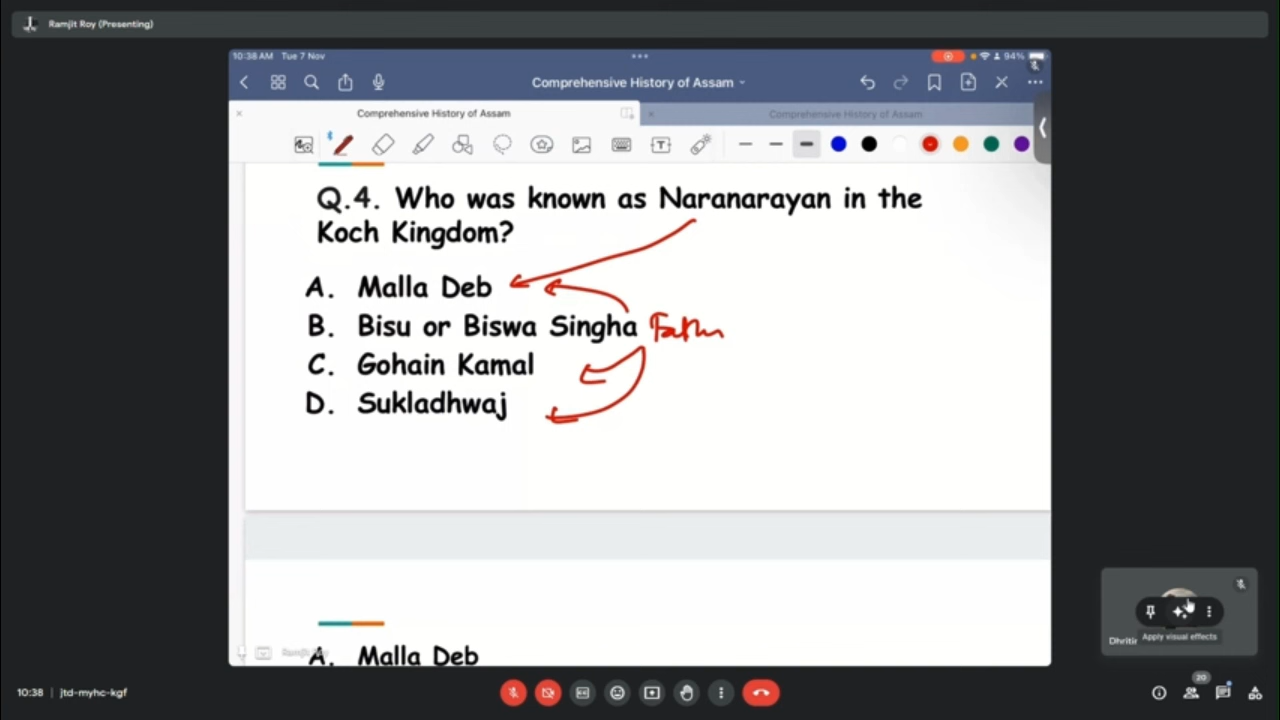 Ramjit Roy (Presenting)
10:38 AM Tue 7 Nov
94%
Comprehensive History of Assam
Comprehensive History of Assam
Comprehensive History of Assam
Q.4. Who was known as Naranarayan in the
Koch Kingdom?
A. Malla Deb
B. Bisu or Biswa Singha
C. Gohain Kamal
D. Sukladhwaj
A. Malla Deb
Ramjit Roy
Apply visual effects
10:38 | jtd-myhc-kgf
20